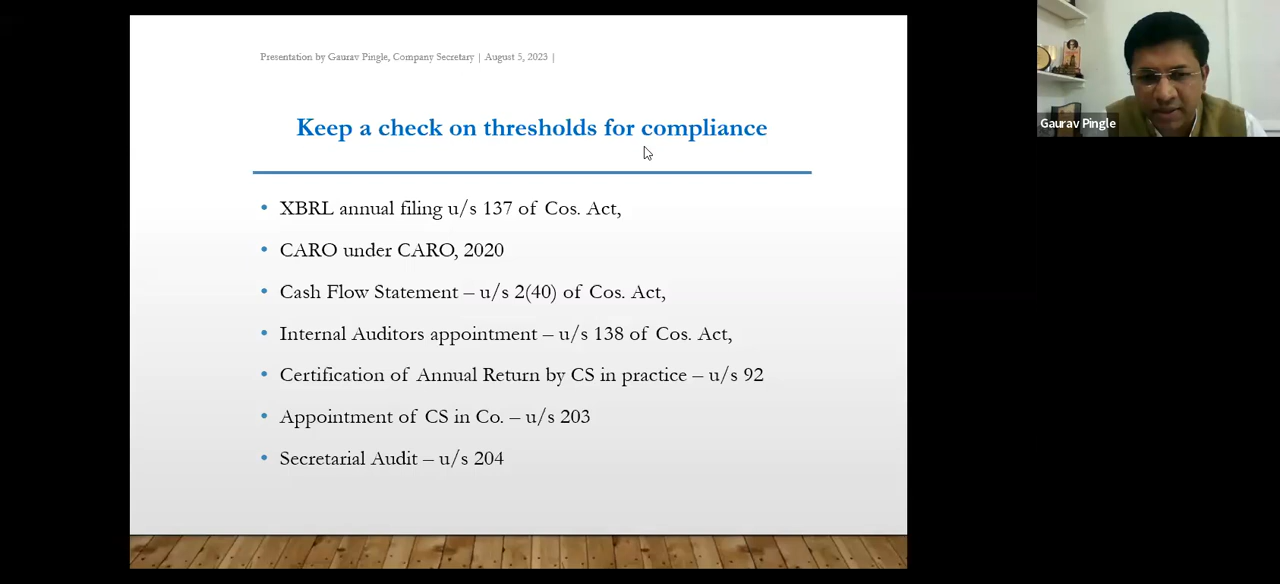 Presentation by Gaurav Pingle, Company Secretary | August 5, 2023 |
Keep a check on thresholds for compliance
• XBRL annual filing u/s 137 of Cos. Act,
• CARO under CARO, 2020
• Cash Flow Statement – u/s 2(40) of Cos. Act,
• Internal Auditors appointment – u/s 138 of Cos. Act,
• Certification of Annual Return by CS in practice – u/s 92
• Appointment of CS in Co. – u/s 203
• Secretarial Audit – u/s 204
Gaurav Pingle